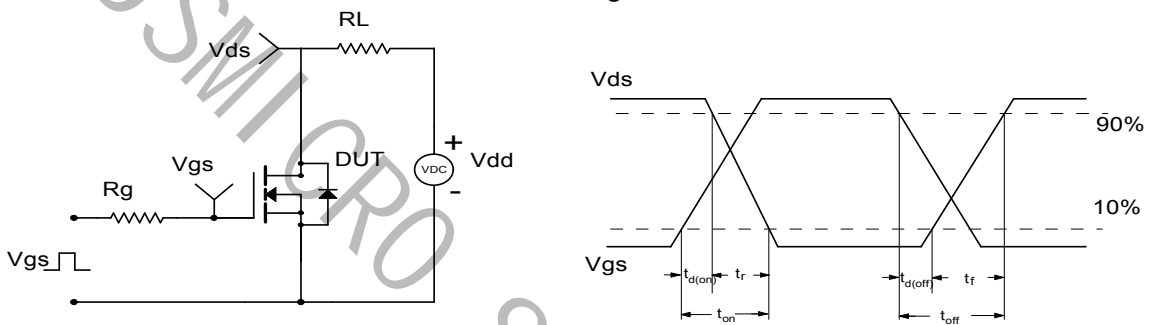 RL
Vds
Vgs
DUT
VDC
+
-
Vdd
Rg
Vgs
Vds
90%
10%
Vgs
td(on)
tr
td(off)
tf
ton
toff
OSMICRO